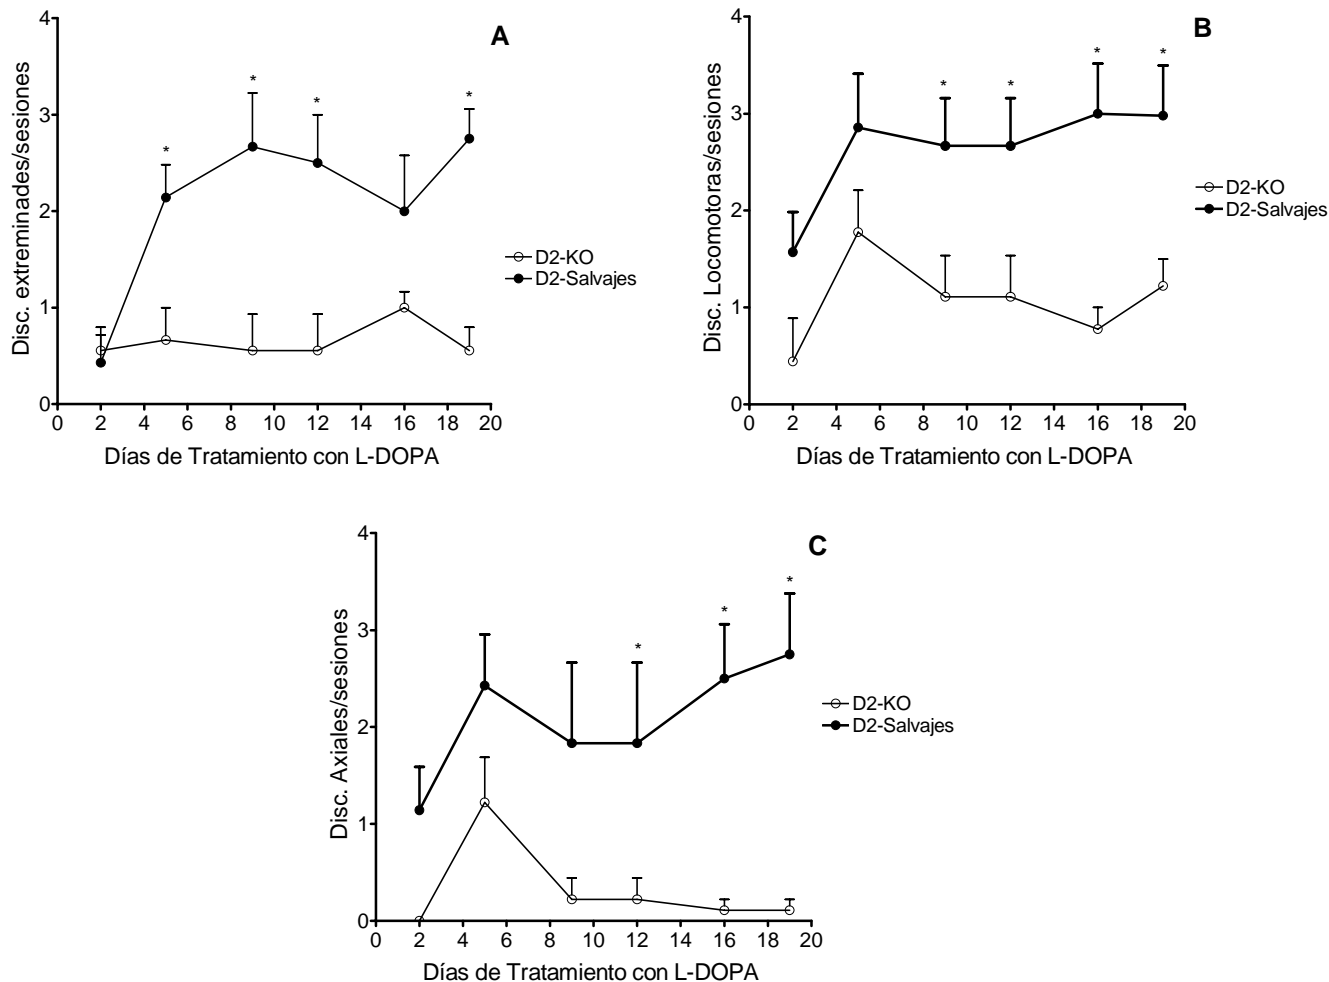 A
Disc. extreminades/sesiones
4
3
2
1
0
* * * *
0 2 4 6 8 10 12 14 16 18 20
Días de Tratamiento con L-DOPA
D2-KO
D2-Salvajes
B
Disc. Locomotoras/sesiones
4
3
2
1
0
* * * *
0 2 4 6 8 10 12 14 16 18 20
Días de Tratamiento con L-DOPA
D2-KO
D2-Salvajes
C
Disc. Axiales/sesiones
4
3
2
1
0
* * *
0 2 4 6 8 10 12 14 16 18 20
Días de Tratamiento con L-DOPA
D2-KO
D2-Salvajes